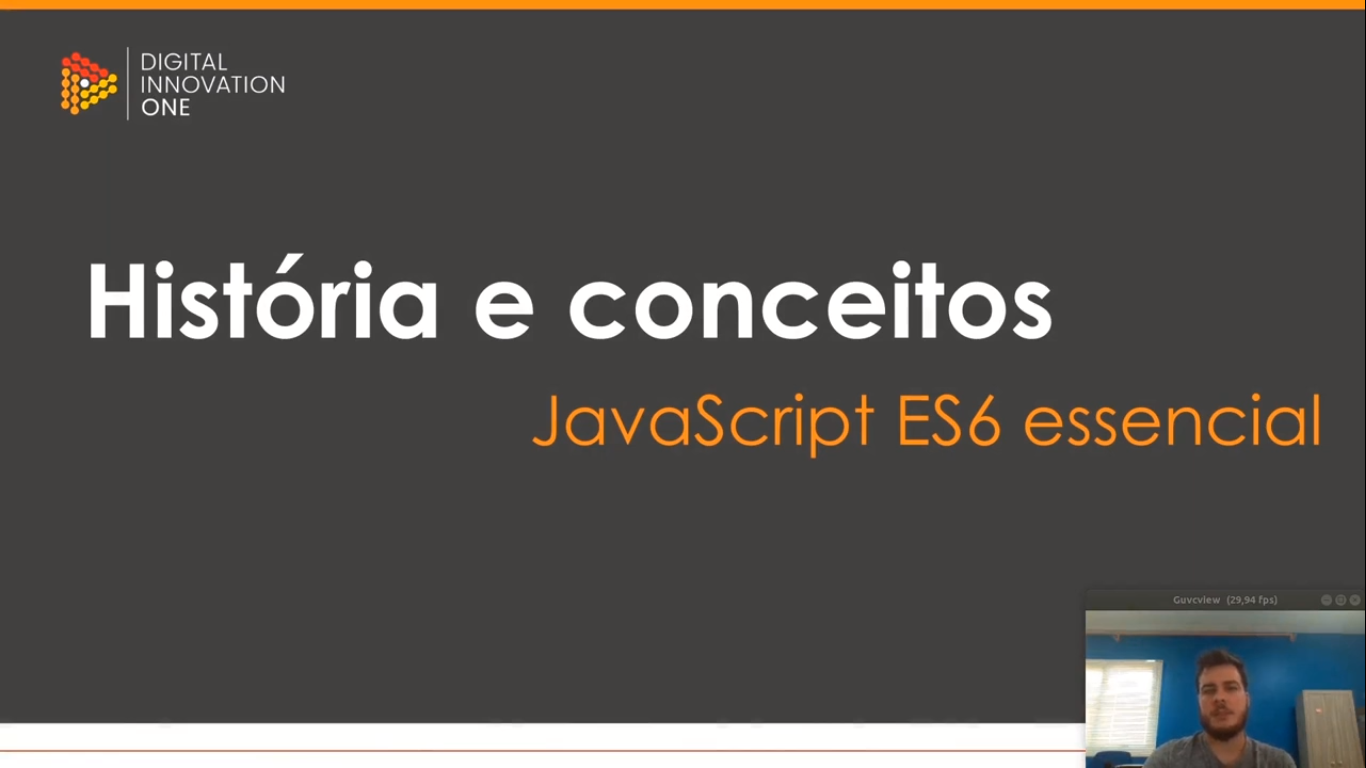 DIGITAL
INNOVATION
ONE
História e conceitos
JavaScript ES6 essencial
Guvcview (29,94 fps)